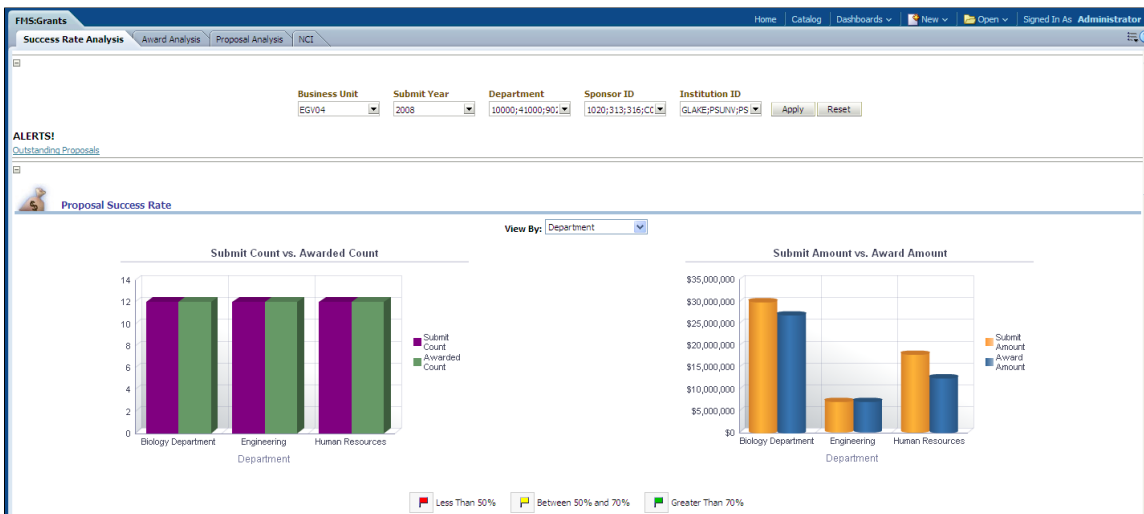 FMS:Grants
Home Catalog Dashboards New Open Signed In As Administrator
Success Rate Analysis Award Analysis Proposal Analysis NCI
Business Unit Submit Year Department Sponsor ID Institution ID
EGV04 2008 10000;41000;902 1020;313;316;CC GLAKE;PSUNV;PS Apply Reset
ALERTS!
Outstanding Proposals
Proposal Success Rate
View By: Department
Submit Count vs. Awarded Count
14
12
10
8
6
4
2
0
Biology Department Engineering Human Resources
Department
Submit
Count
Awarded
Count
Submit Amount vs. Award Amount
$35,000,000
$30,000,000
$25,000,000
$20,000,000
$15,000,000
$10,000,000
$5,000,000
$0
Biology Department Engineering Human Resources
Department
Submit
Amount
Award
Amount
Less Than 50% Between 50% and 70% Greater Than 70%